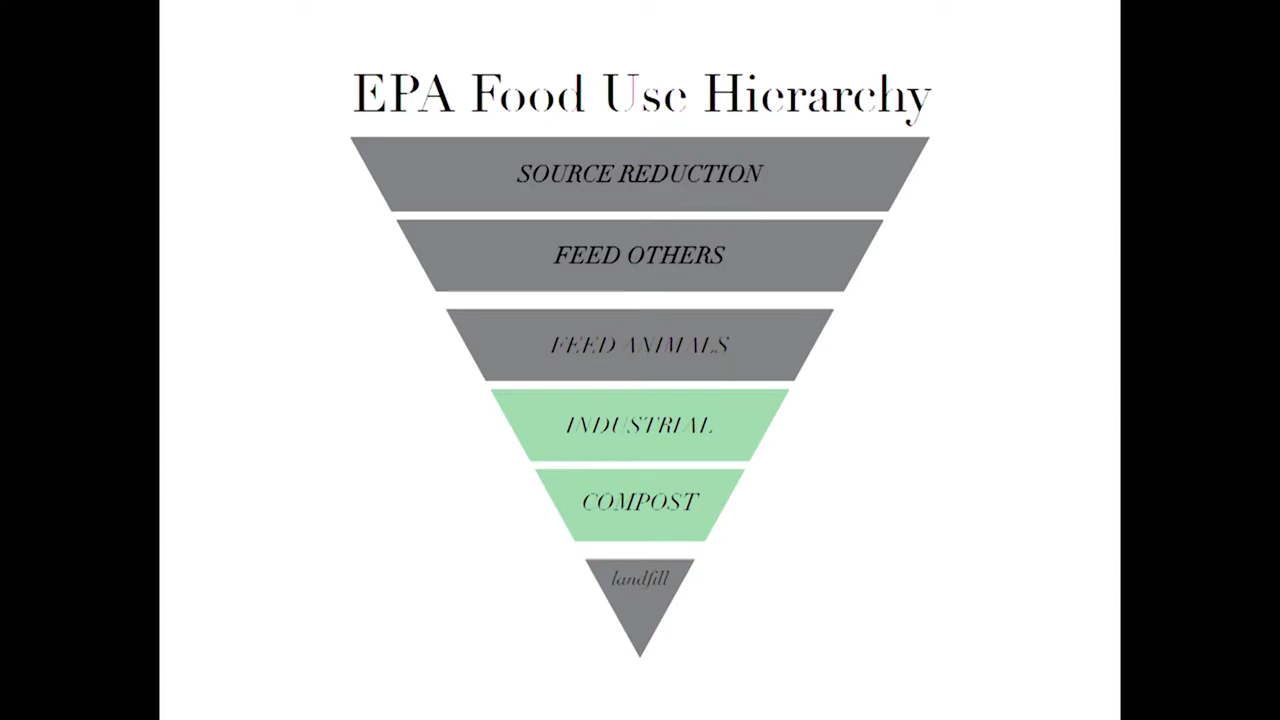 EPA Food Use Hierarchy
SOURCE REDUCTION
FEED OTHERS
FEED ANIMALS
INDUSTRIAL
COMPOST
landfill